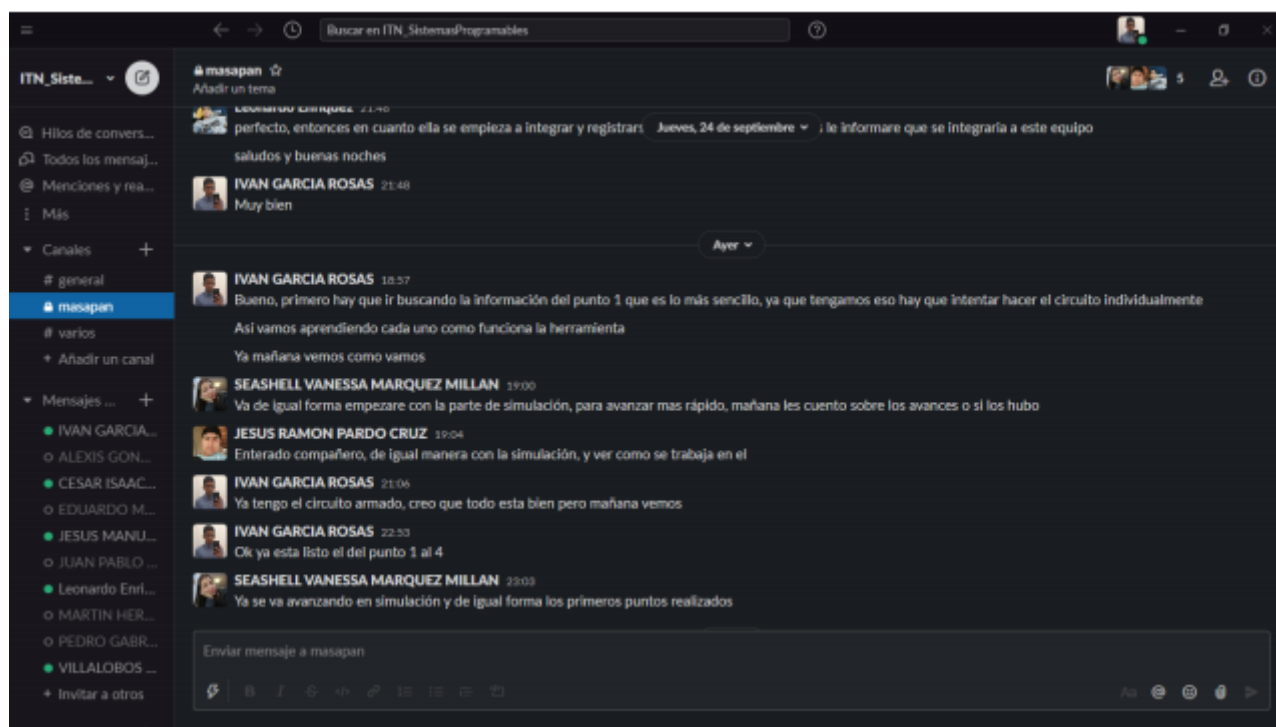 Buscar en ITN_SistemasProgramables
ITN_Siste...
masapan
Añadir un tema
5
Hilos de convers...
Todos los mensaj...
Menciones y rea...
Más
Canales
# general
masapan
# varios
+ Añadir un canal
Mensajes ...
IVAN GARCIA...
ALEXIS GON...
CESAR ISAAC...
EDUARDO M...
JESUS MANU...
JUAN PABLO ...
Leonardo Enri...
MARTIN HER...
PEDRO GABR...
VILLALOBOS ...
+ Invitar a otros
Leonardo Enriquez 21:46
perfecto, entonces en cuanto ella se empieza a integrar y registrars
Jueves, 24 de septiembre
le informare que se integraria a este equipo
saludos y buenas noches
IVAN GARCIA ROSAS 21:48
Muy bien
Ayer
IVAN GARCIA ROSAS 18:57
Bueno, primero hay que ir buscando la información del punto 1 que es lo más sencillo, ya que tengamos eso hay que intentar hacer el circuito individualmente
Asi vamos aprendiendo cada uno como funciona la herramienta
Ya mañana vemos como vamos
SEASHELL VANESSA MARQUEZ MILLAN 19:00
Va de igual forma empezare con la parte de simulación, para avanzar mas rápido, mañana les cuento sobre los avances o si los hubo
JESUS RAMON PARDO CRUZ 19:04
Enterado compañero, de igual manera con la simulación, y ver como se trabaja en el
IVAN GARCIA ROSAS 21:06
Ya tengo el circuito armado, creo que todo esta bien pero mañana vemos
IVAN GARCIA ROSAS 22:53
Ok ya esta listo el del punto 1 al 4
SEASHELL VANESSA MARQUEZ MILLAN 23:03
Ya se va avanzando en simulación y de igual forma los primeros puntos realizados
Enviar mensaje a masapan
B I S
Aa @